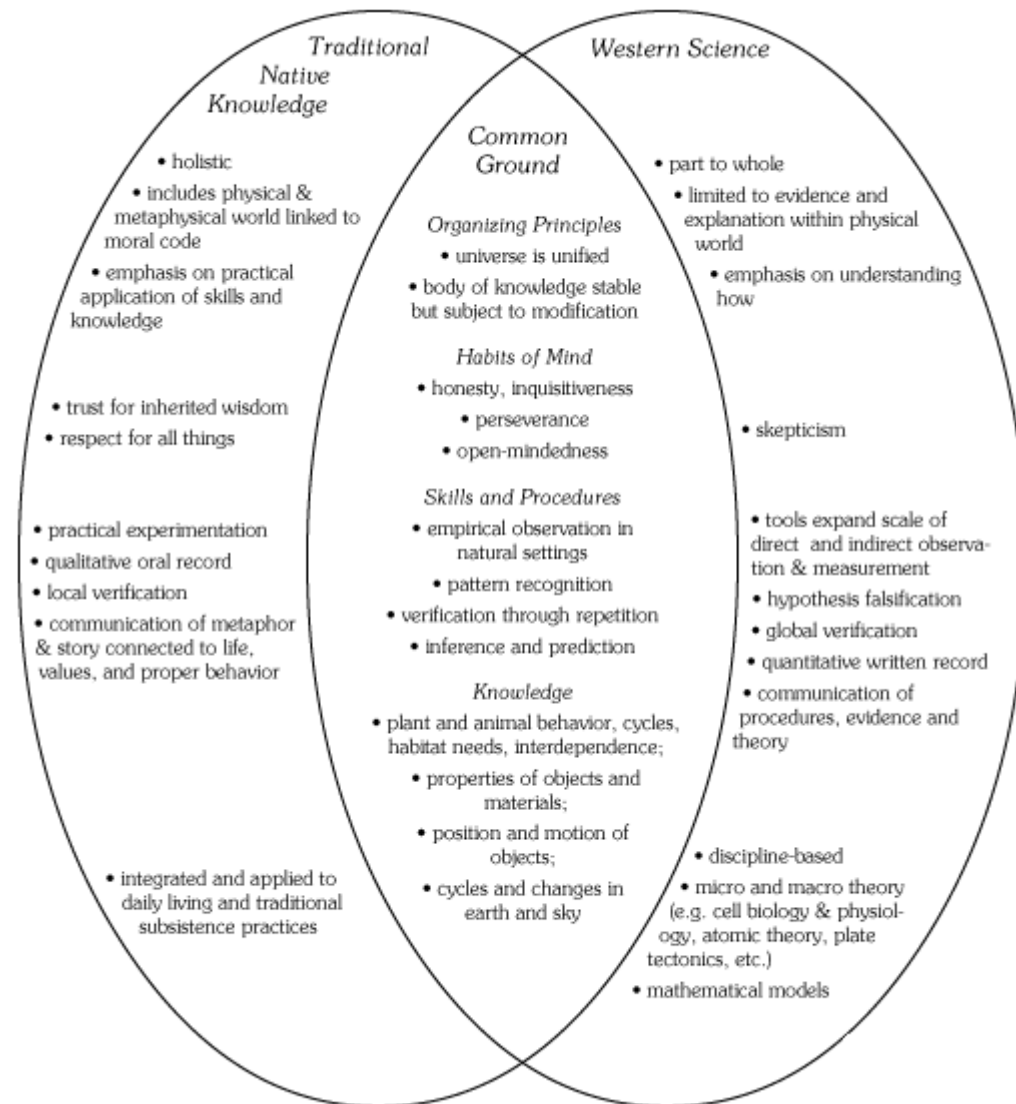 Traditional
Native
Knowledge
• holistic
• includes physical &
metaphysical world linked to
moral code
• emphasis on practical
application of skills and
knowledge
• trust for inherited wisdom
• respect for all things
• practical experimentation
• qualitative oral record
• local verification
• communication of metaphor
& story connected to life,
values, and proper behavior
• integrated and applied to
daily living and traditional
subsistence practices
Common
Ground
Organizing Principles
• universe is unified
• body of knowledge stable
but subject to modification
Habits of Mind
• honesty, inquisitiveness
• perseverance
• open-mindedness
Skills and Procedures
• empirical observation in
natural settings
• pattern recognition
• verification through repetition
• inference and prediction
Knowledge
• plant and animal behavior, cycles,
habitat needs, interdependence;
• properties of objects and
materials;
• position and motion of
objects;
• cycles and changes in
earth and sky
Western Science
• part to whole
• limited to evidence and
explanation within physical
world
• emphasis on understanding
how
• skepticism
• tools expand scale of
direct and indirect observa-
tion & measurement
• hypothesis falsification
• global verification
• quantitative written record
• communication of
procedures, evidence and
theory
• discipline-based
• micro and macro theory
(e.g. cell biology & physiol-
ogy, atomic theory, plate
tectonics, etc.)
• mathematical models